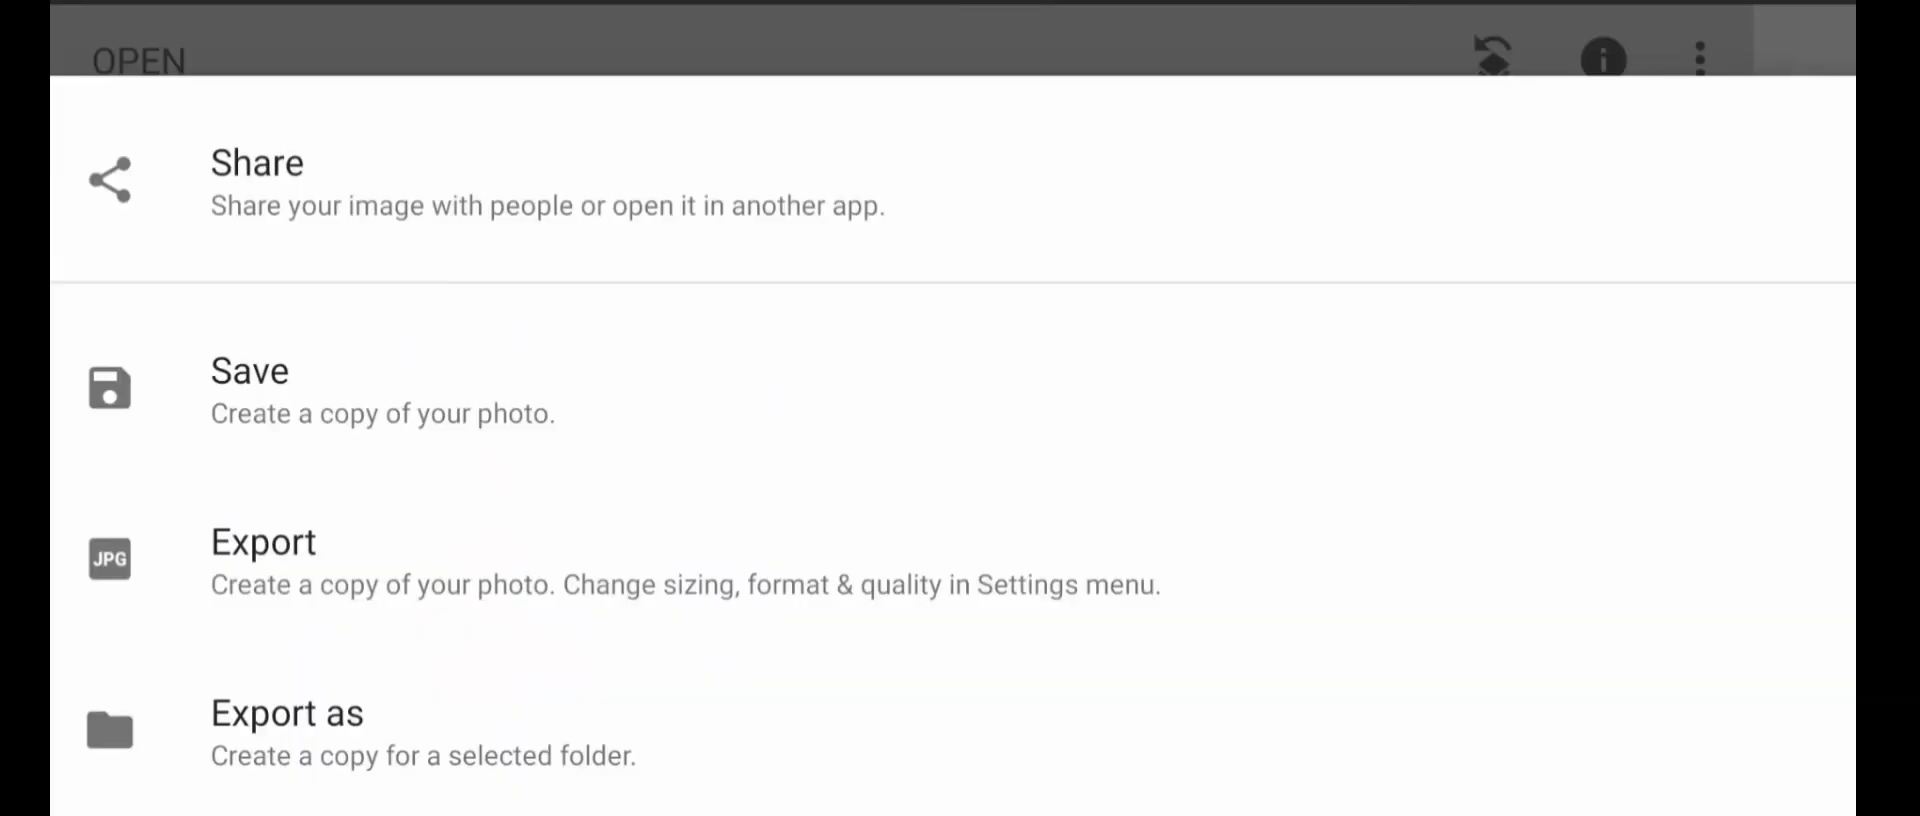 OPEN
Share
Share your image with people or open it in another app.
Save
Create a copy of your photo.
JPG
Export
Create a copy of your photo. Change sizing, format & quality in Settings menu.
Export as
Create a copy for a selected folder.